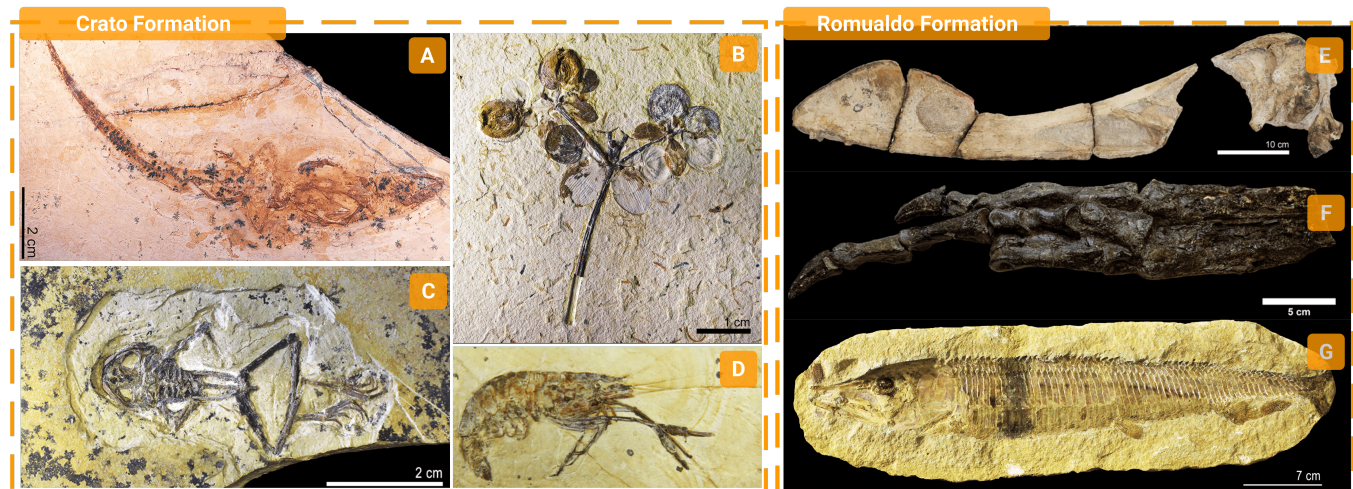 Crato Formation
A
2 cm
B
1 cm
C
2 cm
D
Romualdo Formation
E
10 cm
F
5 cm
G
7 cm